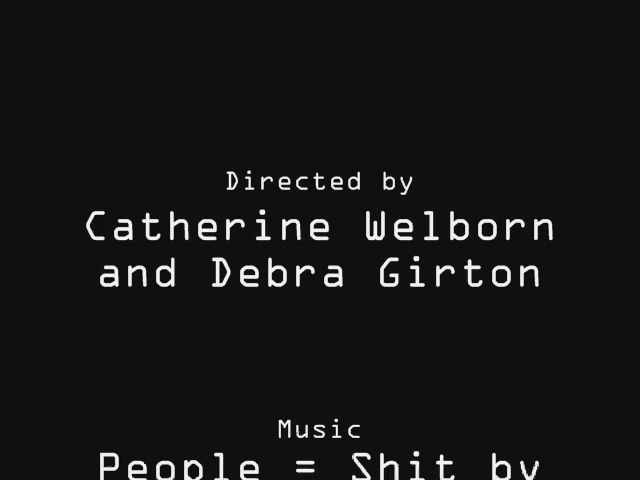 Directed by
Catherine Welborn
and Debra Girton
Music
People = Shit by